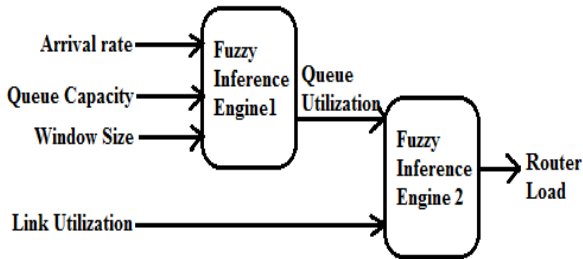 Arrival rate
Queue Capacity
Window Size
Fuzzy
Inference
Engine1
Queue
Utilization
Fuzzy
Inference
Engine 2
Router
Load
Link Utilization